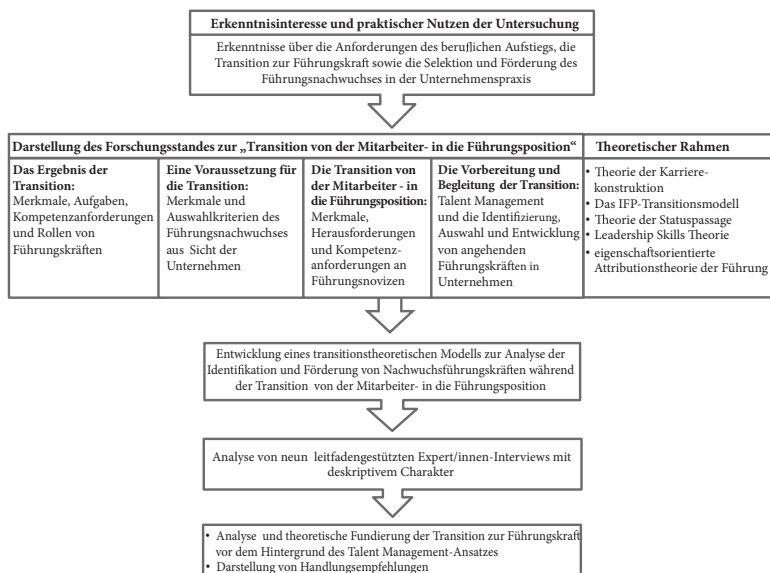 Erkenntnisinteresse und praktischer Nutzen der Untersuchung
Erkenntnisse über die Anforderungen des beruflichen Aufstiegs, die
Transition zur Führungskraft sowie die Selektion und Förderung des
Führungsnachwuchses in der Unternehmenspraxis
Darstellung des Forschungsstandes zur „Transition von der Mitarbeiter- in die Führungsposition“
Das Ergebnis der
Transition:
Merkmale, Aufgaben,
Kompetenzanforderungen
und Rollen von
Führungskräften
Eine Voraussetzung für
die Transition:
Merkmale und
Auswahlkriterien des
Führungsnachwuchses
aus Sicht der
Unternehmen
Die Transition von
der Mitarbeiter - in
die Führungsposition:
Merkmale,
Herausforderungen
und Kompetenz-
anforderungen an
Führungsnovizen
Die Vorbereitung und
Begleitung der Transition:
Talent Management
und die Identifizierung,
Auswahl und Entwicklung
von angehenden
Führungskräften in
Unternehmen
Theoretischer Rahmen
• Theorie der Karriere-
konstruktion
• Das IFP-Transitionsmodell
• Theorie der Statuspassage
• Leadership Skills Theorie
• eigenschaftsorientierte
Attributionstheorie der Führung
Entwicklung eines transitionstheoretischen Modells zur Analyse der
Identifikation und Förderung von Nachwuchsführungskräften während
der Transition von der Mitarbeiter- in die Führungsposition
Analyse von neun leitfadengestützten Expert/innen-Interviews mit
deskriptivem Charakter
• Analyse und theoretische Fundierung der Transition zur Führungskraft
vor dem Hintergrund des Talent Management-Ansatzes
• Darstellung von Handlungsempfehlungen